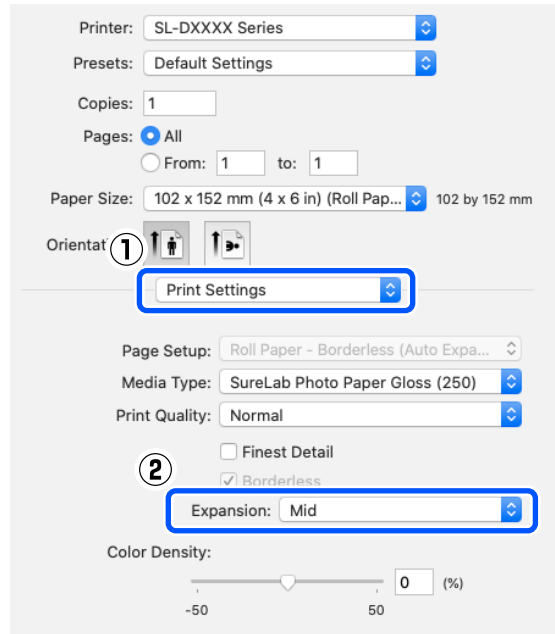 Printer: SL-DXXXX Series
Presets: Default Settings
Copies: 1
Pages: All
From: 1 to: 1
Paper Size: 102 x 152 mm (4 x 6 in) (Roll Pap... 102 by 152 mm
Orientati
1
Print Settings
Page Setup: Roll Paper - Borderless (Auto Expa...
Media Type: SureLab Photo Paper Gloss (250)
Print Quality: Normal
Finest Detail
2
Borderless
Expansion: Mid
Color Density:
0 (%)
-50 50